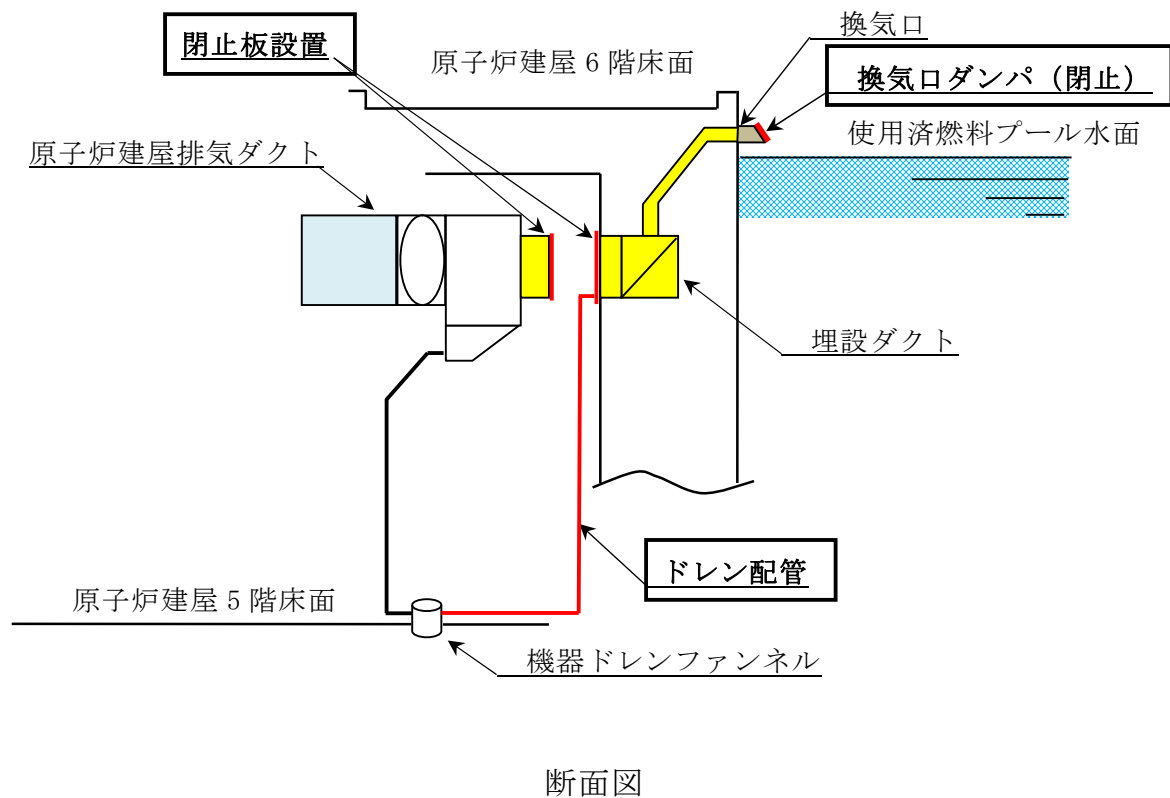 換気口
閉止板設置
原子炉建屋6階床面
換気口ダンパ（閉止）
使用済燃料プール水面
原子炉建屋排気ダクト
埋設ダクト
ドレン配管
原子炉建屋5階床面
機器ドレンファンネル
断面図